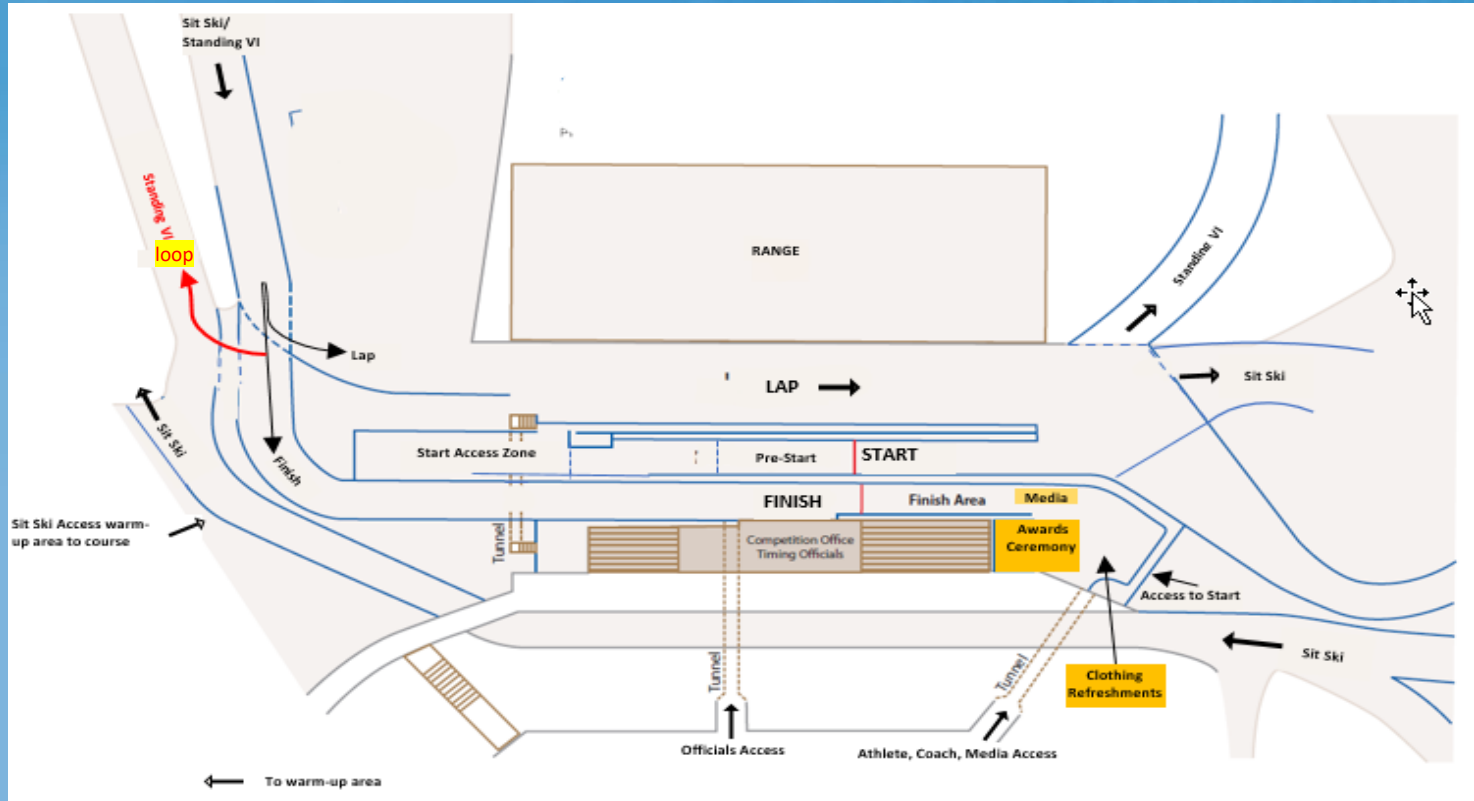 Sit Ski/
Standing VI
Standing VI
loop
RANGE
Standing VI
Lap
LAP
Sit Ski
Sit Ski
Finish
Start Access Zone
Pre-Start
START
FINISH
Finish Area
Media
Sit Ski Access warm-
up area to course
Tunnel
Competition Office
Timing Officials
Awards
Ceremony
Access to Start
Sit Ski
Tunnel
Tunnel
Clothing
Refreshments
Officials Access
Athlete, Coach, Media Access
To warm-up area